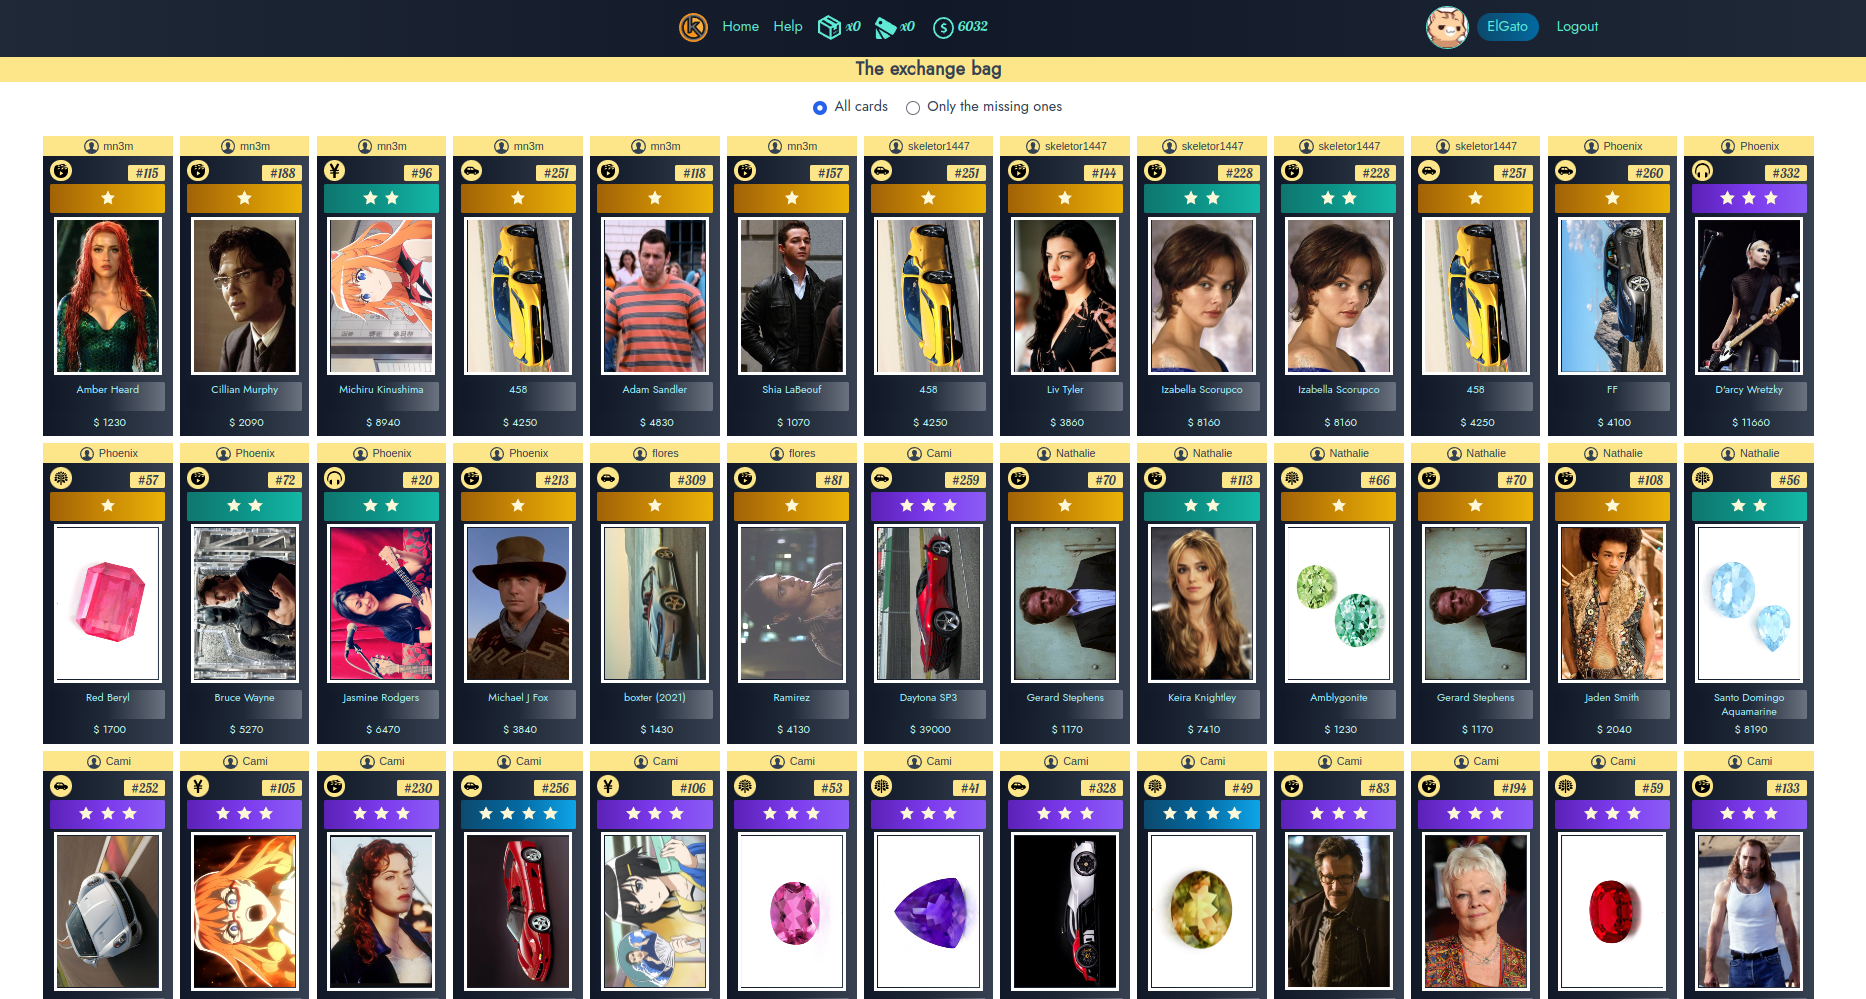 Home Help x0 x0 6032 ElGato Logout
The exchange bag
All cards Only the missing ones
mn3m mn3m mn3m mn3m mn3m mn3m skeletor1447 skeletor1447 skeletor1447 skeletor1447 skeletor1447 Phoenix Phoenix
#115 #188 ¥ #96 #251 #118 #157 #251 #144 #228 #228 #251 #260 #332
Amber Heard Cillian Murphy Michiru Kinushima 458 Adam Sandler Shia LaBeouf 458 Liv Tyler Izabella Scorupco Izabella Scorupco 458 FF D'arcy Wretzky
$ 1230 $ 2090 $ 8940 $ 4250 $ 4830 $ 1070 $ 4250 $ 3860 $ 8160 $ 8160 $ 4250 $ 4100 $ 11660
Phoenix Phoenix Phoenix Phoenix flores flores Cami Nathalie Nathalie Nathalie Nathalie Nathalie Nathalie
#57 #72 #20 #213 #309 #81 #259 #70 #113 #66 #70 #108 #56
Red Beryl Bruce Wayne Jasmine Rodgers Michael J Fox boxter (2021) Ramirez Daytona SP3 Gerard Stephens Keira Knightley Amblygonite Gerard Stephens Jaden Smith Santo Domingo
Aquamarine
$ 1700 $ 5270 $ 6470 $ 3840 $ 1430 $ 4130 $ 39000 $ 1170 $ 7410 $ 1230 $ 1170 $ 2040 $ 8190
Cami Cami Cami Cami Cami Cami Cami Cami Cami Cami Cami Cami Cami
#252 ¥ #105 #230 #256 ¥ #106 #53 #41 #328 #49 #83 #194 #59 #133